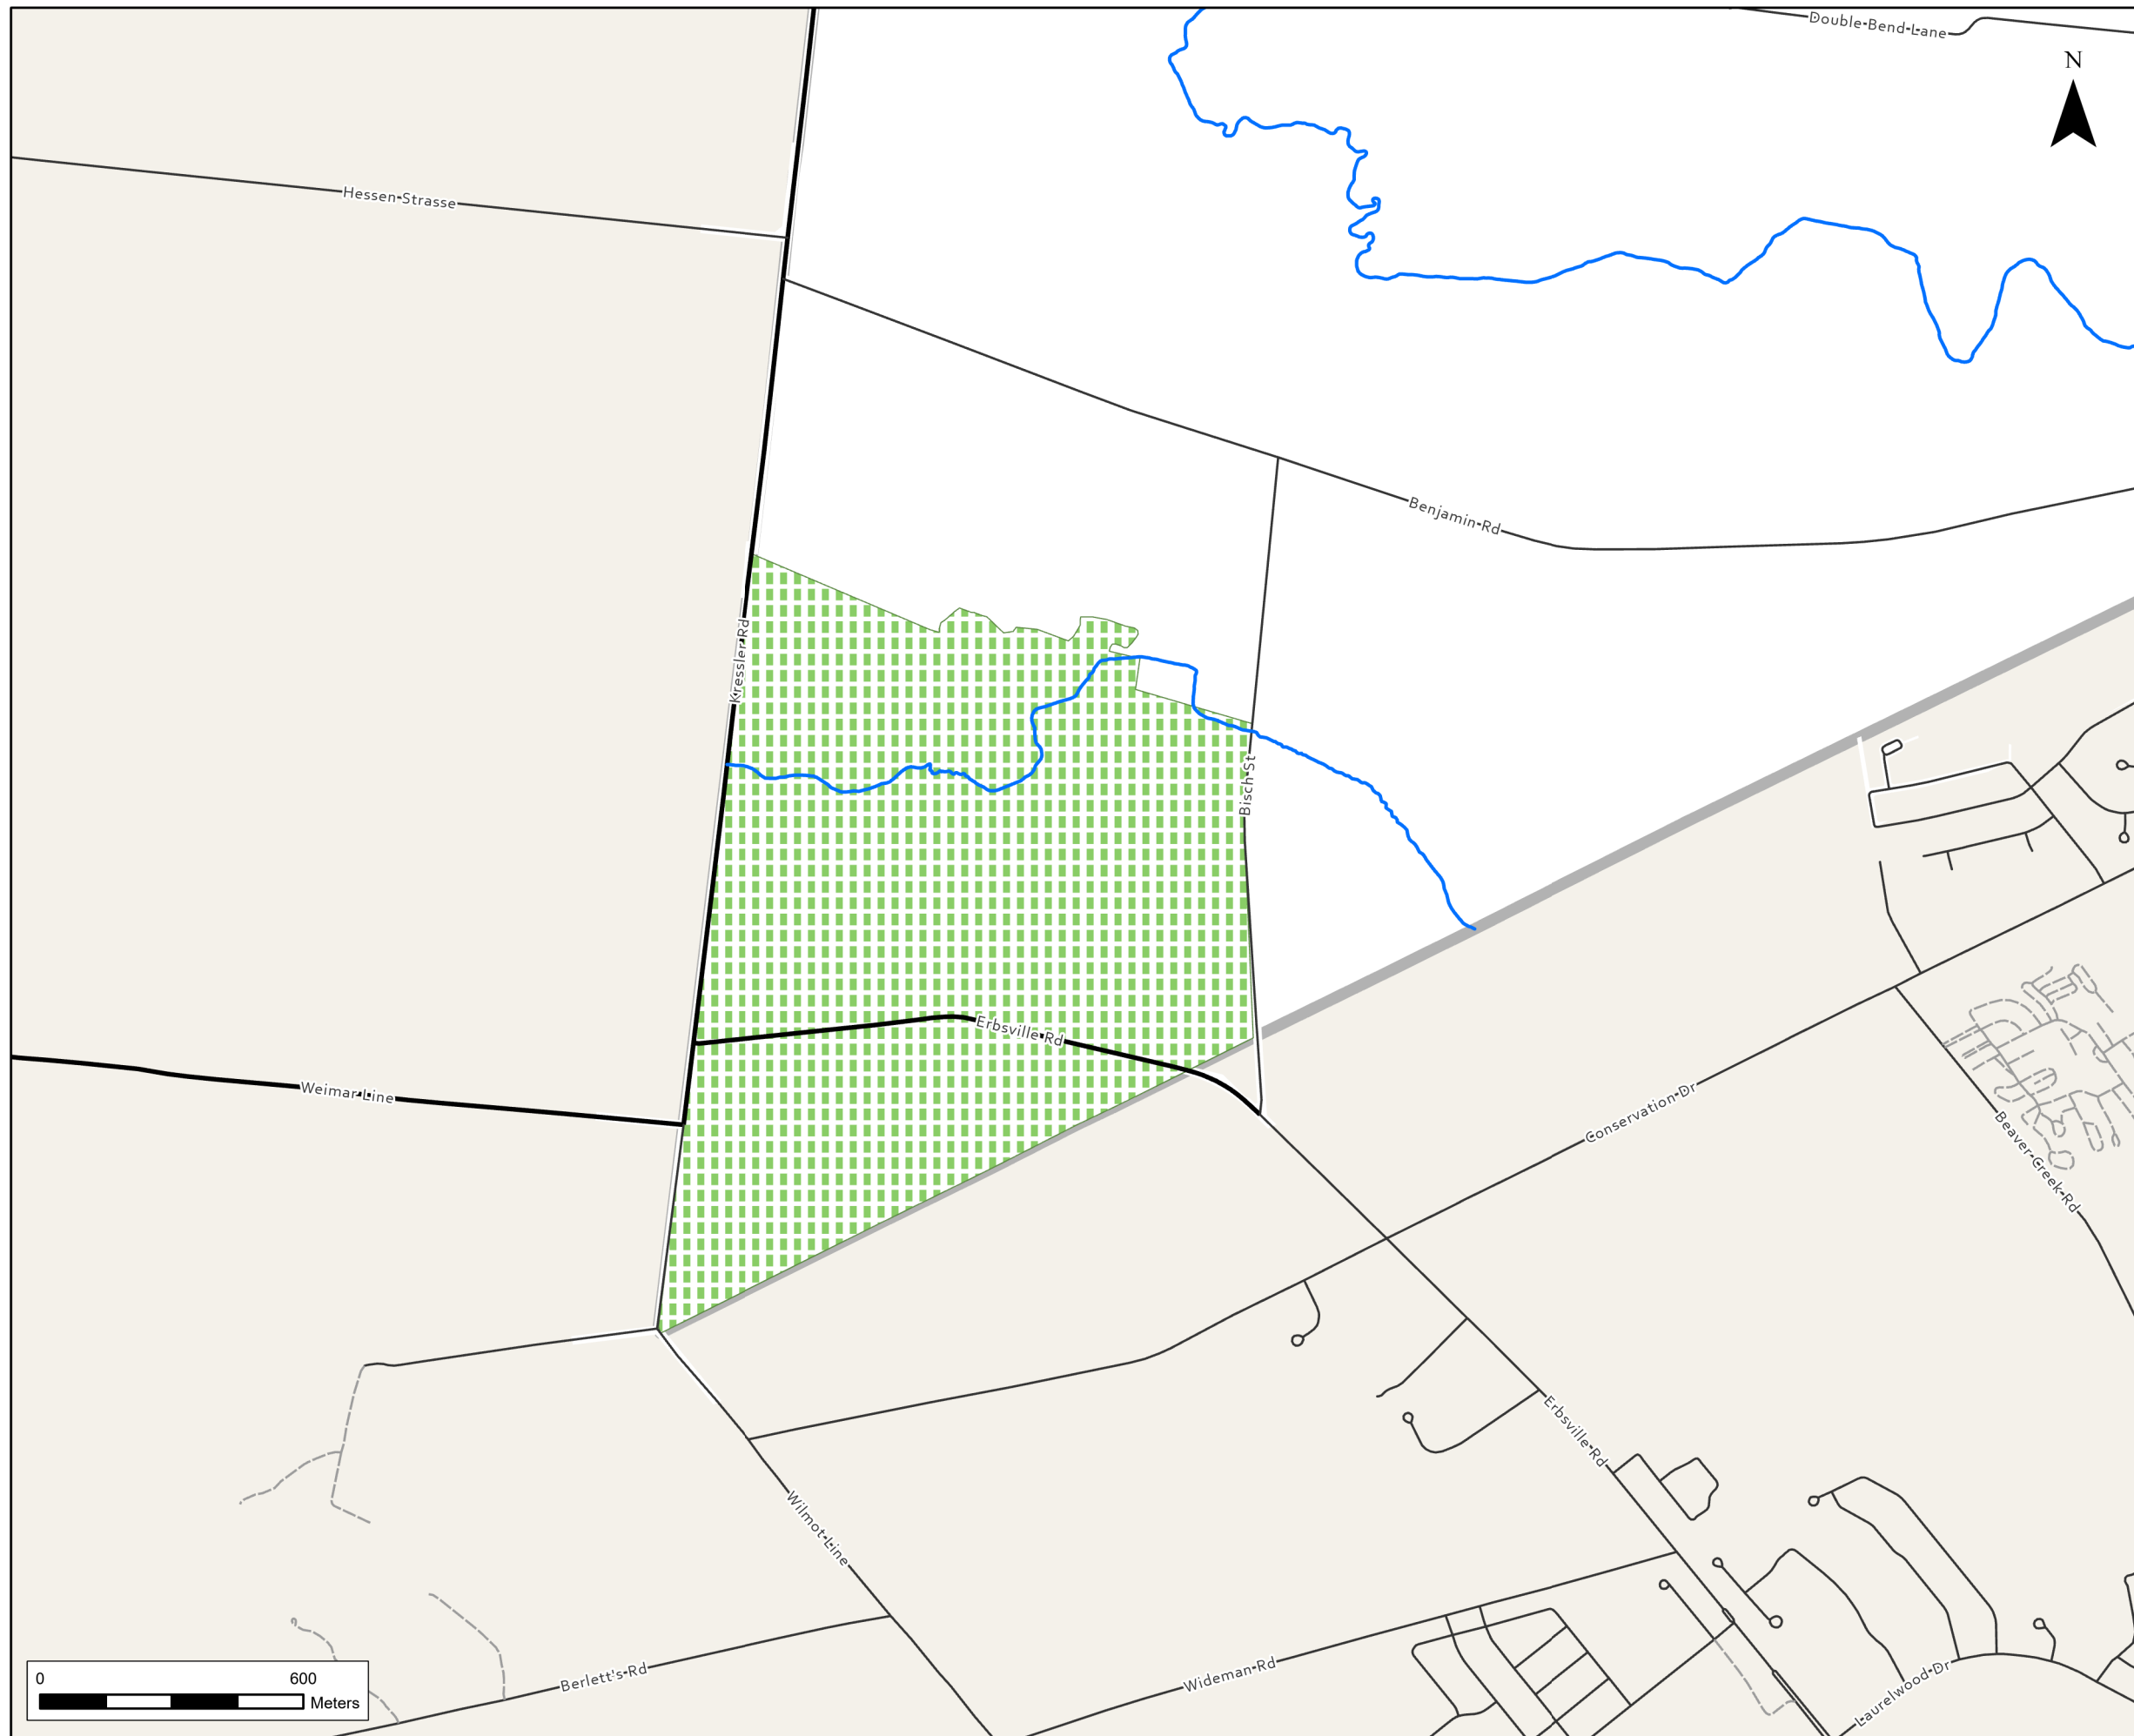 Double-Bend-Lane
N
Hessen-Strasse
Benjamin-Rd
Kressler-Rd
Bisch-St
Erbsville-Rd
Weimar-Line
Conservation-Dr
Beaver-Creek-Rd
Erbsville-Rd
Wilmot-Line
Berlett's-Rd
Wideman-Rd
Laurelwood-Dr
0 600
Meters